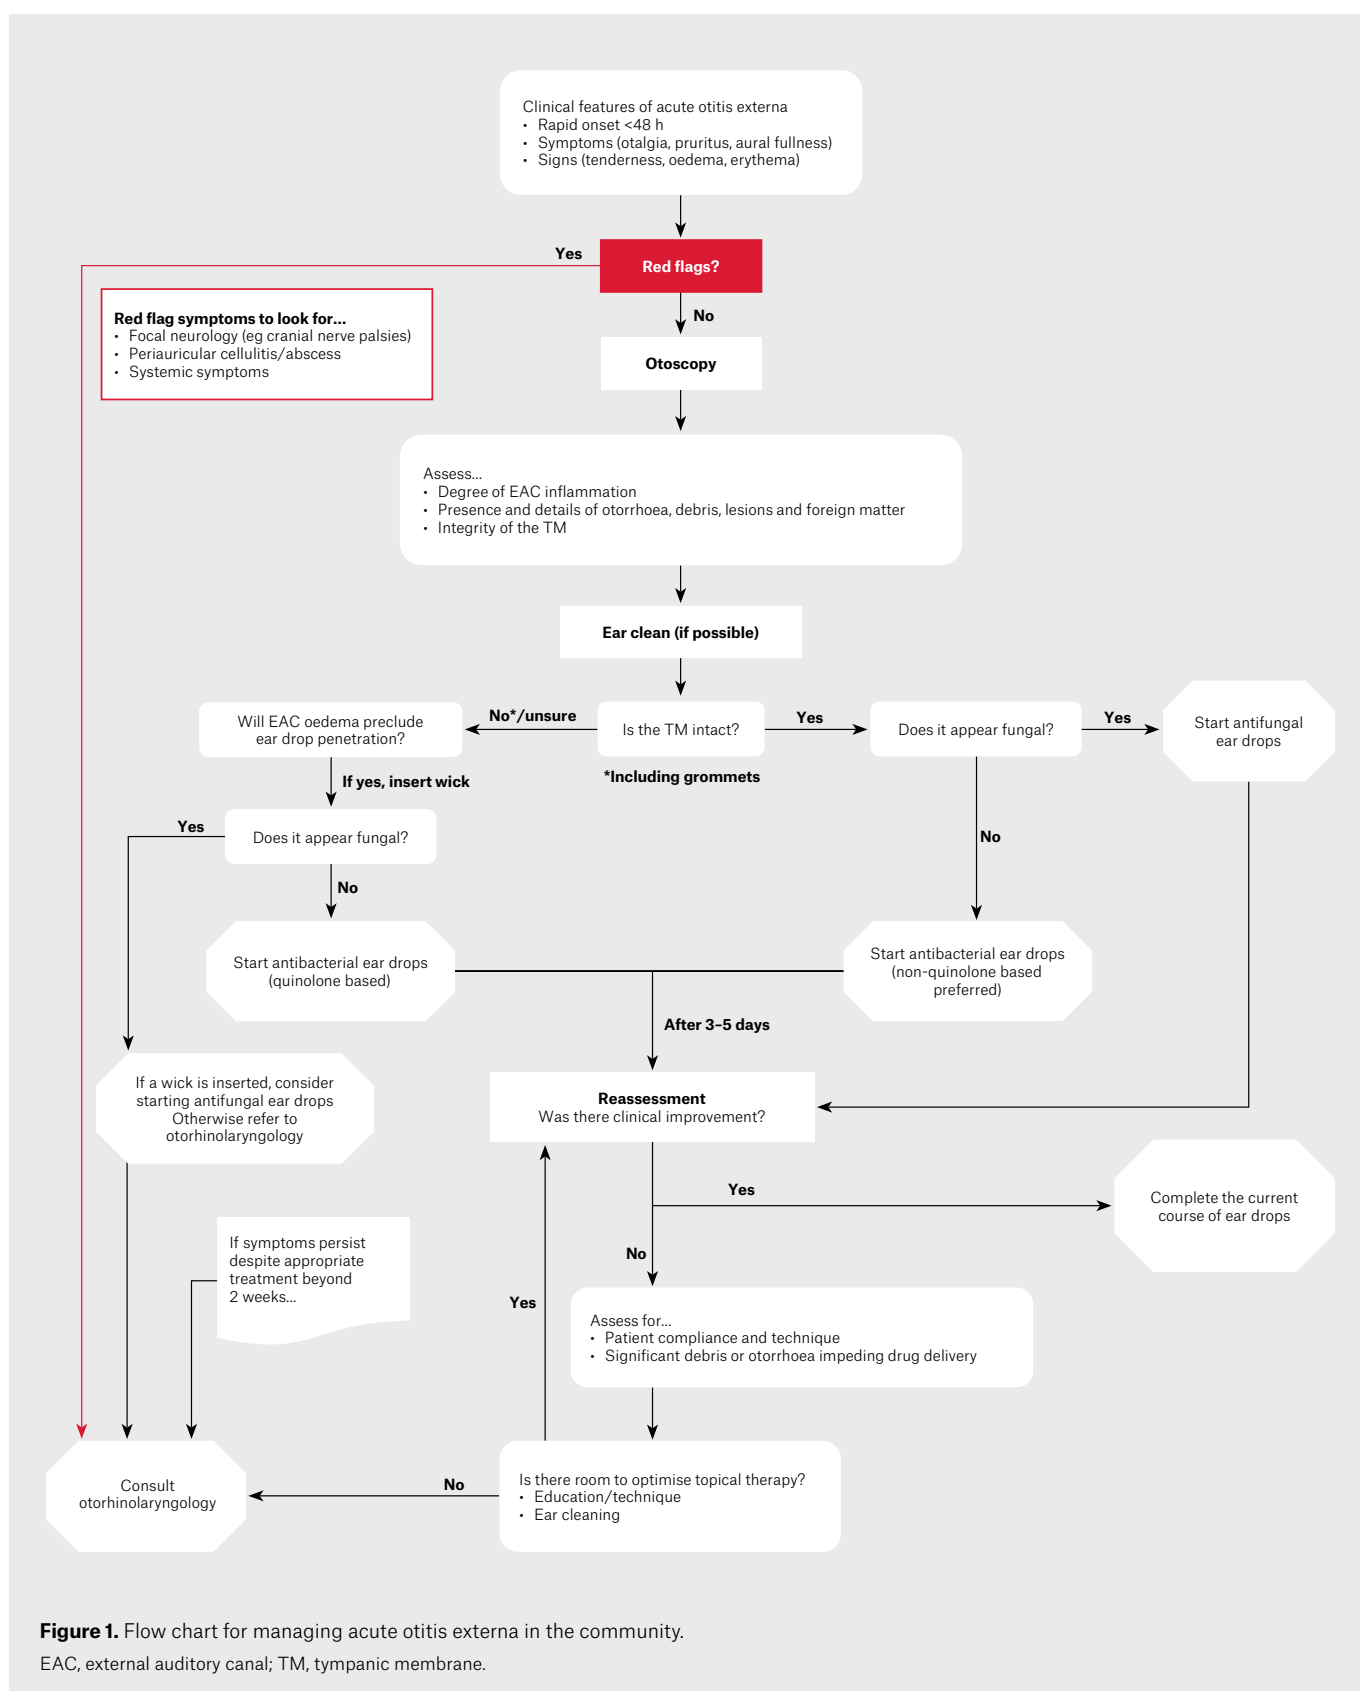 Clinical features of acute otitis externa
• Rapid onset <48 h
• Symptoms (otalgia, pruritus, aural fullness)
• Signs (tenderness, oedema, erythema)
Yes
Red flags?
Red flag symptoms to look for...
• Focal neurology (eg cranial nerve palsies)
• Periauricular cellulitis/abscess
• Systemic symptoms
No
Otoscopy
Assess...
• Degree of EAC inflammation
• Presence and details of otorrhoea, debris, lesions and foreign matter
• Integrity of the TM
Ear clean (if possible)
Will EAC oedema preclude
ear drop penetration?
No*/unsure
Is the TM intact?
Yes
Does it appear fungal?
Yes
Start antifungal
ear drops
*Including grommets
If yes, insert wick
Yes
Does it appear fungal?
No
No
Start antibacterial ear drops
(quinolone based)
Start antibacterial ear drops
(non-quinolone based
preferred)
After 3–5 days
If a wick is inserted, consider
starting antifungal ear drops
Otherwise refer to
otorhinolaryngology
Reassessment
Was there clinical improvement?
Yes
Complete the current
course of ear drops
If symptoms persist
despite appropriate
treatment beyond
2 weeks...
No
Yes
Assess for...
• Patient compliance and technique
• Significant debris or otorrhoea impeding drug delivery
Consult
otorhinolaryngology
No
Is there room to optimise topical therapy?
• Education/technique
• Ear cleaning
Figure 1. Flow chart for managing acute otitis externa in the community.
EAC, external auditory canal; TM, tympanic membrane.